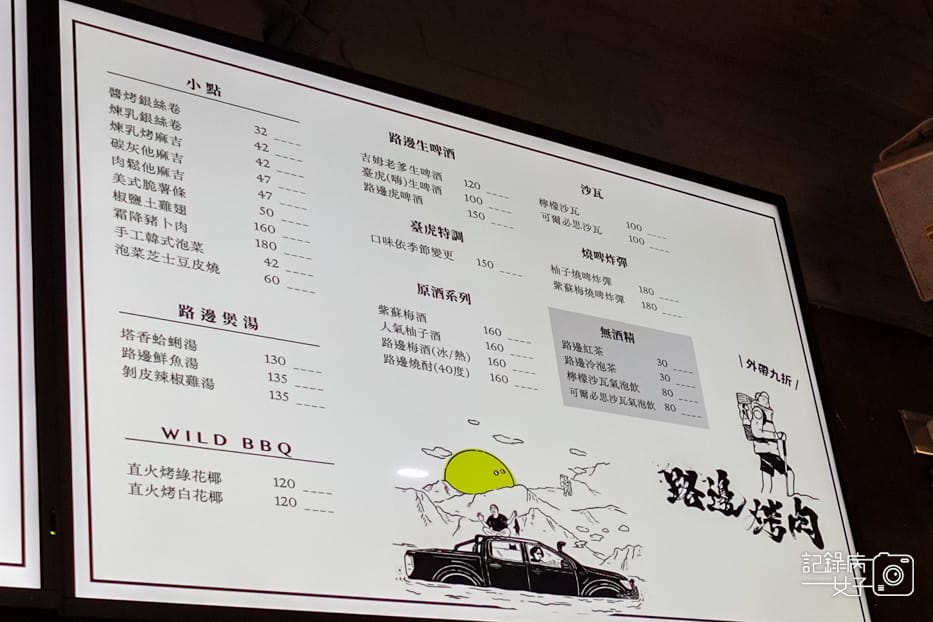 小點
醬烤銀絲卷 32 ----
煉乳銀絲卷 42 ----
煉乳烤麻吉 42 ----
碳灰他麻吉 47 ----
肉鬆他麻吉 47 ----
美式脆薯條 50 ----
椒鹽土雞翅 160 ----
霜降豬卜肉 180 ----
手工韓式泡菜 42 ----
泡菜芝士豆皮燒 60 ----
路邊煲湯
塔香蛤蜊湯 130 ----
路邊鮮魚湯 135 ----
剝皮辣椒雞湯 135 ----
WILD BBQ
直火烤綠花椰 120 ----
直火烤白花椰 120 ----
路邊生啤酒
吉姆老爹生啤酒 120 ----
臺虎(嗨)生啤酒 100 ----
路邊虎啤酒 150 ----
臺虎特調
口味依季節變更 150 ----
原酒系列
紫蘇梅酒 160 ----
人氣柚子酒 160 ----
路邊梅酒(冰/熱) 160 ----
路邊燒酎(40度) 160 ----
沙瓦
檸檬沙瓦 100 ----
可爾必思沙瓦 100 ----
燒啤炸彈
柚子燒啤炸彈 180 ----
紫蘇梅燒啤炸彈 180 ----
無酒精
路邊紅茶 30 ----
路邊冷泡茶 30 ----
檸檬沙瓦氣泡飲 80 ----
可爾必思沙瓦氣泡飲 80 ----
外帶九折
路邊烤肉
記錄病
女子